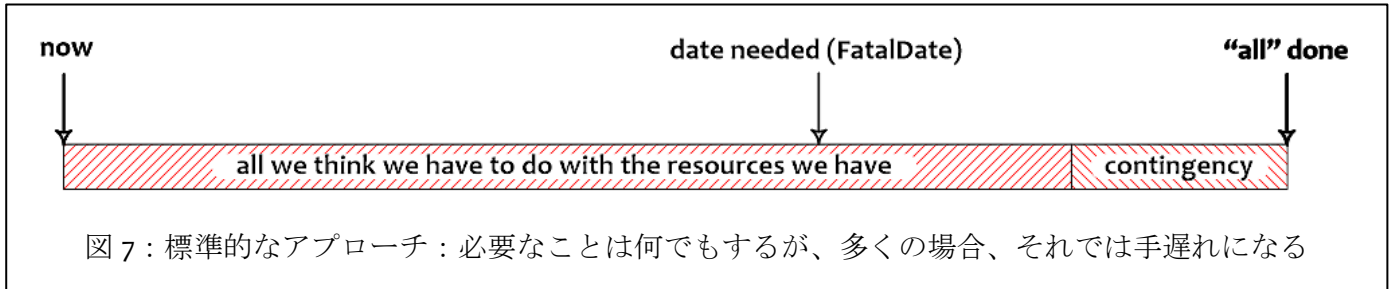 now date needed (FatalDate) “all” done
all we think we have to do with the resources we have contingency
図 7：標準的なアプローチ：必要なことは何でもするが、多くの場合、それでは手遅れになる